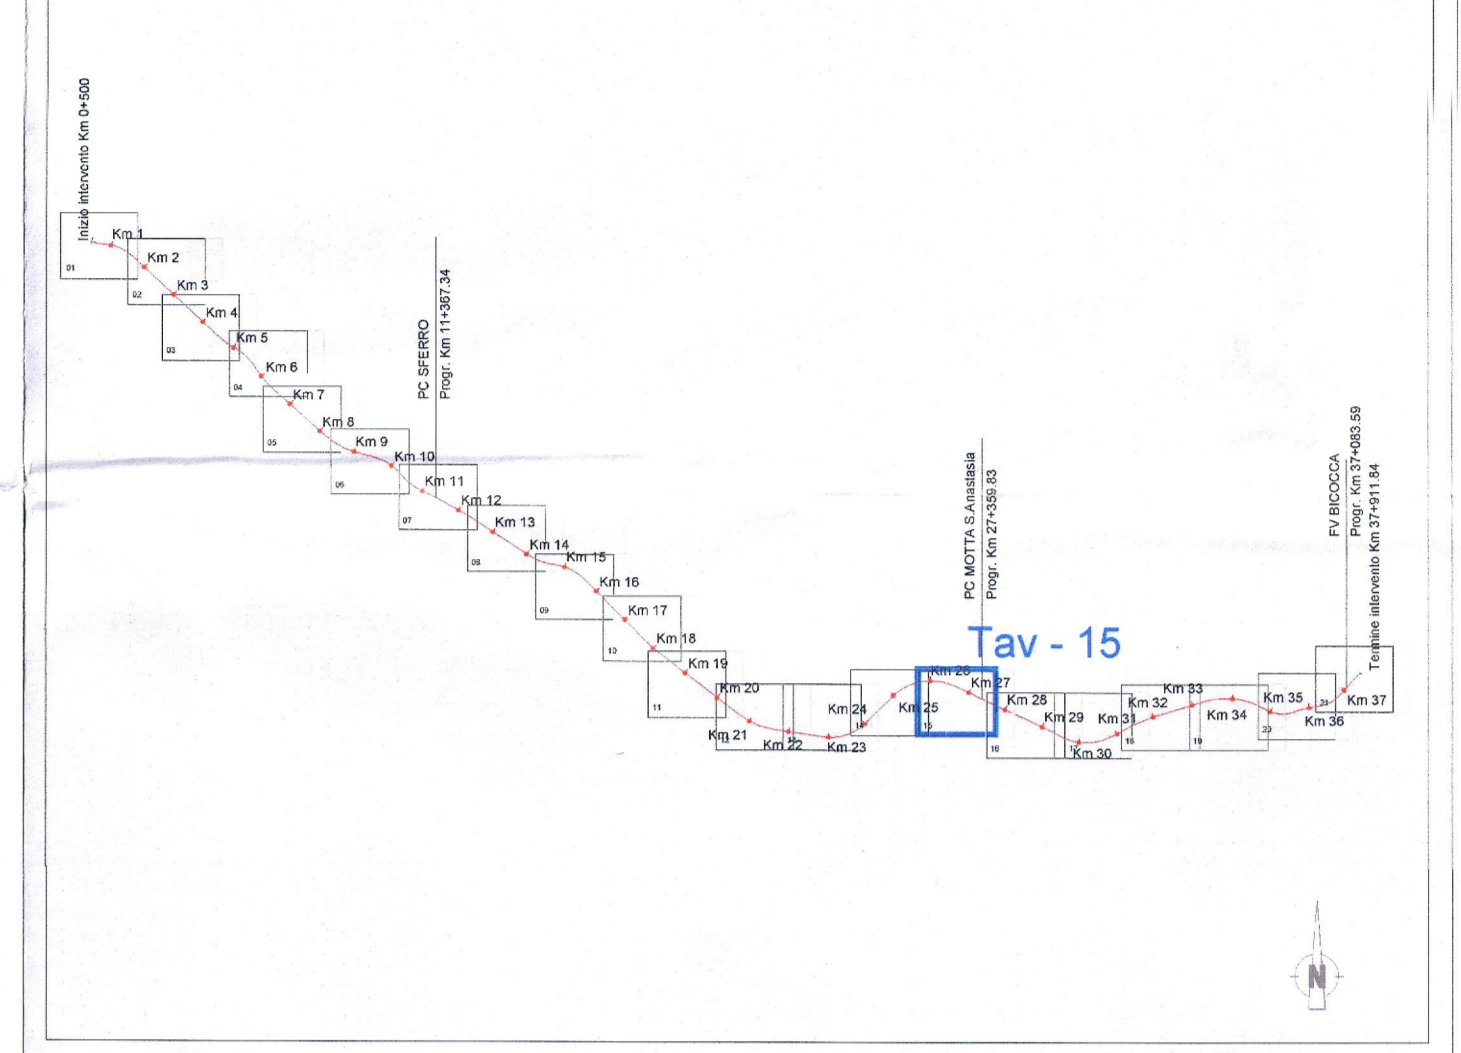 Inizio intervento Km 0+500
Km 1
01
Km 2
02
Km 3
Km 4
03
Km 5
04
Km 6
Km 7
05
Km 8
Km 9
06
Km 10
PC SFERRO
Progr. Km 11+367.34
Km 11
07
Km 12
Km 13
08
Km 14
Km 15
09
Km 16
Km 17
10
Km 18
Km 19
11
Km 20
Km 21
Km 22
Km 23
Km 24
14
Km 25
15
Km 26
PC MOTTA S.Anastasia
Progr. Km 27+359.83
Tav - 15
Km 27
16
Km 28
Km 29
17
Km 30
Km 31
18
Km 32
Km 33
19
Km 34
20
Km 35
Km 36
21
FV BICOCCA
Progr. Km 37+083.59
Termine intervento Km 37+911.84
Km 37
N